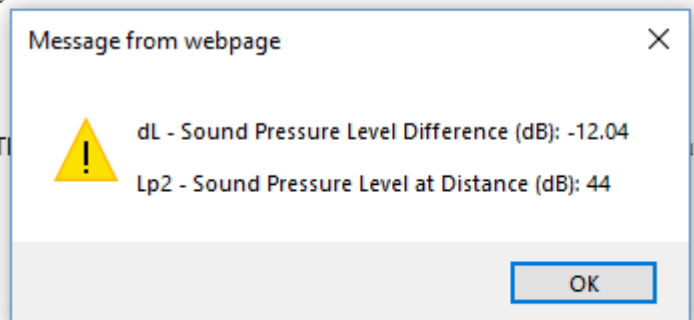 Message from webpage
dL - Sound Pressure Level Difference (dB): -12.04
Lp2 - Sound Pressure Level at Distance (dB): 44
OK